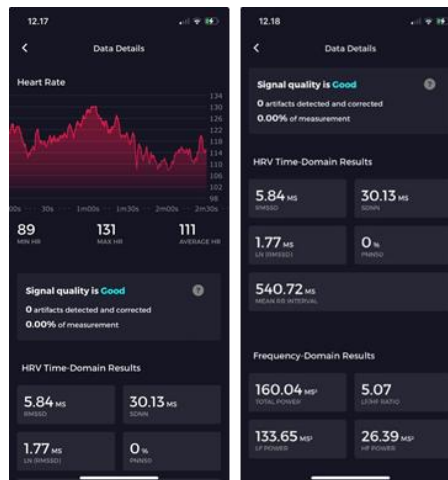 12.17
Data Details
Heart Rate
134
130
126
122
118
114
110
106
102
98
30s
1m00s
1m30s
2m00s
2m30s
89
MIN HR
131
MAX HR
111
AVERAGE HR
Signal quality is Good
?
0 artifacts detected and corrected
0.00% of measurement
HRV Time-Domain Results
5.84 MS
RMSSD
30.13 MS
SDNN
1.77 MS
LN (RMSSD)
0 %
PNN50
12.18
Data Details
Signal quality is Good
?
0 artifacts detected and corrected
0.00% of measurement
HRV Time-Domain Results
5.84 MS
RMSSD
30.13 MS
SDNN
1.77 MS
LN (RMSSD)
0 %
PNN50
540.72 MS
MEAN RR INTERVAL
Frequency-Domain Results
160.04 MS²
TOTAL POWER
5.07
LF/HF RATIO
133.65 MS²
LF POWER
26.39 MS²
HF POWER